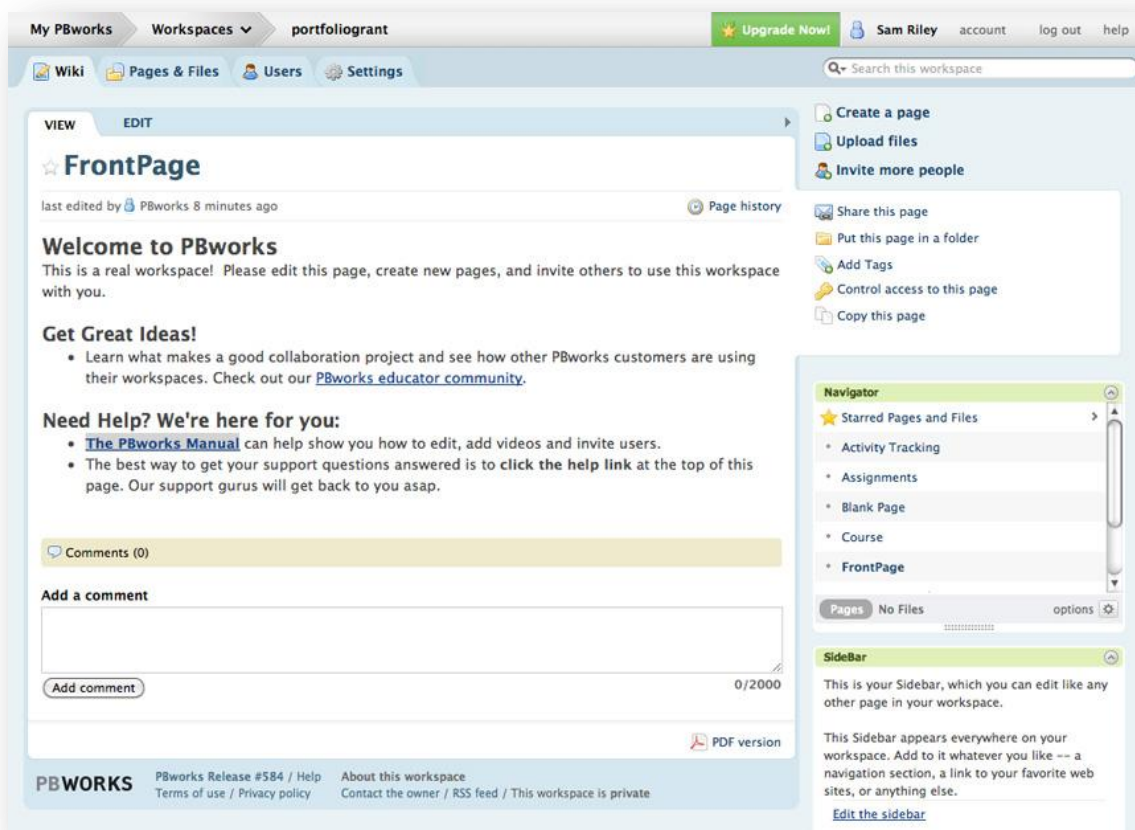 My PBworks Workspaces portfoliogrant Upgrade Now! Sam Riley account log out help
Wiki Pages & Files Users Settings Search this workspace
VIEW EDIT
FrontPage
last edited by PBworks 8 minutes ago Page history
Welcome to PBworks
This is a real workspace!  Please edit this page, create new pages, and invite others to use this workspace
with you.
Get Great Ideas!
• Learn what makes a good collaboration project and see how other PBworks customers are using
their workspaces. Check out our PBworks educator community.
Need Help? We're here for you:
• The PBworks Manual can help show you how to edit, add videos and invite users.
• The best way to get your support questions answered is to click the help link at the top of this
page. Our support gurus will get back to you asap.
Comments (0)
Add a comment
Add comment 0/2000
PDF version
PBWORKS
PBworks Release #584 / Help About this workspace
Terms of use / Privacy policy Contact the owner / RSS feed / This workspace is private
Create a page
Upload files
Invite more people
Share this page
Put this page in a folder
Add Tags
Control access to this page
Copy this page
Navigator
Starred Pages and Files
• Activity Tracking
• Assignments
• Blank Page
• Course
• FrontPage
Pages No Files options
SideBar
This is your Sidebar, which you can edit like any
other page in your workspace.
This Sidebar appears everywhere on your
workspace. Add to it whatever you like -- a
navigation section, a link to your favorite web
sites, or anything else.
Edit the sidebar